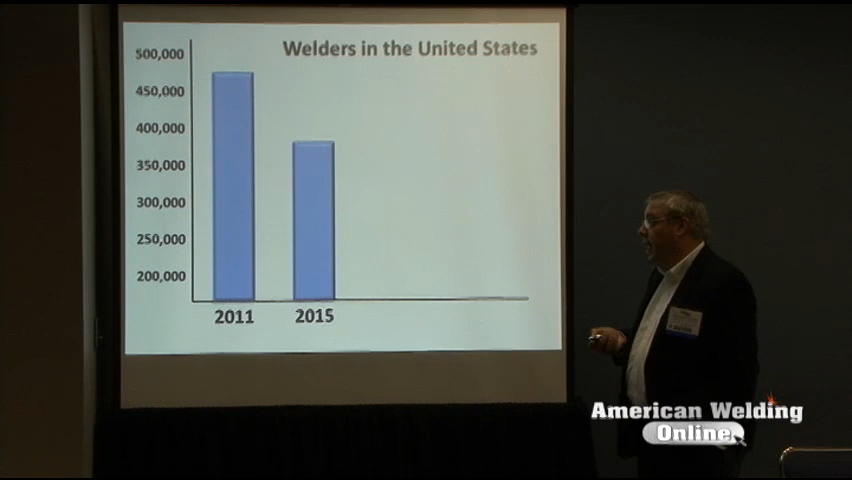 Welders in the United States
500,000
450,000
400,000
350,000
300,000
250,000
200,000
2011 2015
American Welding
Online